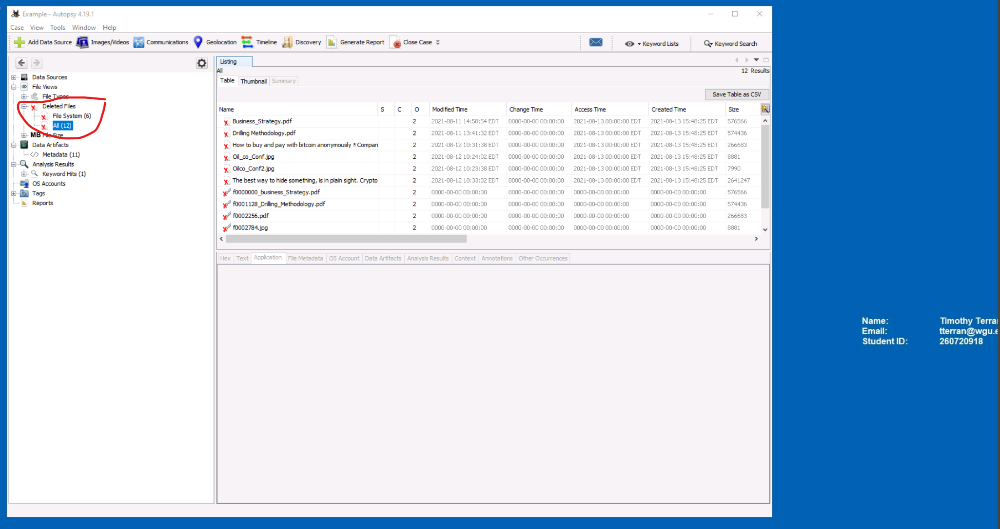 Example - Autopsy 4.19.1
Case View Tools Window Help
Add Data Source Images/Videos Communications Geolocation Timeline Discovery Generate Report Close Case Keyword Lists Keyword Search
Listing
All
12 Results
Table Thumbnail Summary
Save Table as CSV
Data Sources
File Views
File Types
Deleted Files
File System (6)
All (12)
MB File Size
Data Artifacts
Metadata (11)
Analysis Results
Keyword Hits (1)
OS Accounts
Tags
Reports
Name S C O Modified Time Change Time Access Time Created Time Size
Business_Strategy.pdf 2 2021-08-11 14:58:54 EDT 0000-00-00 00:00:00 2021-08-13 00:00:00 EDT 2021-08-13 15:48:25 EDT 576566
Drilling Methodology.pdf 2 2021-08-11 13:41:32 EDT 0000-00-00 00:00:00 2021-08-13 00:00:00 EDT 2021-08-13 15:48:25 EDT 574436
How to buy and pay with bitcoin anonymously Compari 2 2021-08-12 10:31:38 EDT 0000-00-00 00:00:00 2021-08-13 00:00:00 EDT 2021-08-13 15:48:25 EDT 266683
Oil_co_Conf.jpg 2 2021-08-12 10:24:02 EDT 0000-00-00 00:00:00 2021-08-13 00:00:00 EDT 2021-08-13 15:48:25 EDT 8881
Oilco_Conf2.jpg 2 2021-08-12 10:23:38 EDT 0000-00-00 00:00:00 2021-08-13 00:00:00 EDT 2021-08-13 15:48:25 EDT 7990
The best way to hide something, is in plain sight. Crypto 2 2021-08-12 10:33:02 EDT 0000-00-00 00:00:00 2021-08-13 00:00:00 EDT 2021-08-13 15:48:25 EDT 2641247
f0000000_business_Strategy.pdf 2 0000-00-00 00:00:00 0000-00-00 00:00:00 0000-00-00 00:00:00 0000-00-00 00:00:00 576566
f0001128_Drilling_Methodology.pdf 2 0000-00-00 00:00:00 0000-00-00 00:00:00 0000-00-00 00:00:00 0000-00-00 00:00:00 574436
f0002256.pdf 2 0000-00-00 00:00:00 0000-00-00 00:00:00 0000-00-00 00:00:00 0000-00-00 00:00:00 266683
f0002784.jpg 2 0000-00-00 00:00:00 0000-00-00 00:00:00 0000-00-00 00:00:00 0000-00-00 00:00:00 8881
Hex Text Application File Metadata OS Account Data Artifacts Analysis Results Context Annotations Other Occurrences
Name: Timothy Terra
Email: tterran@wgu.e
Student ID: 260720918